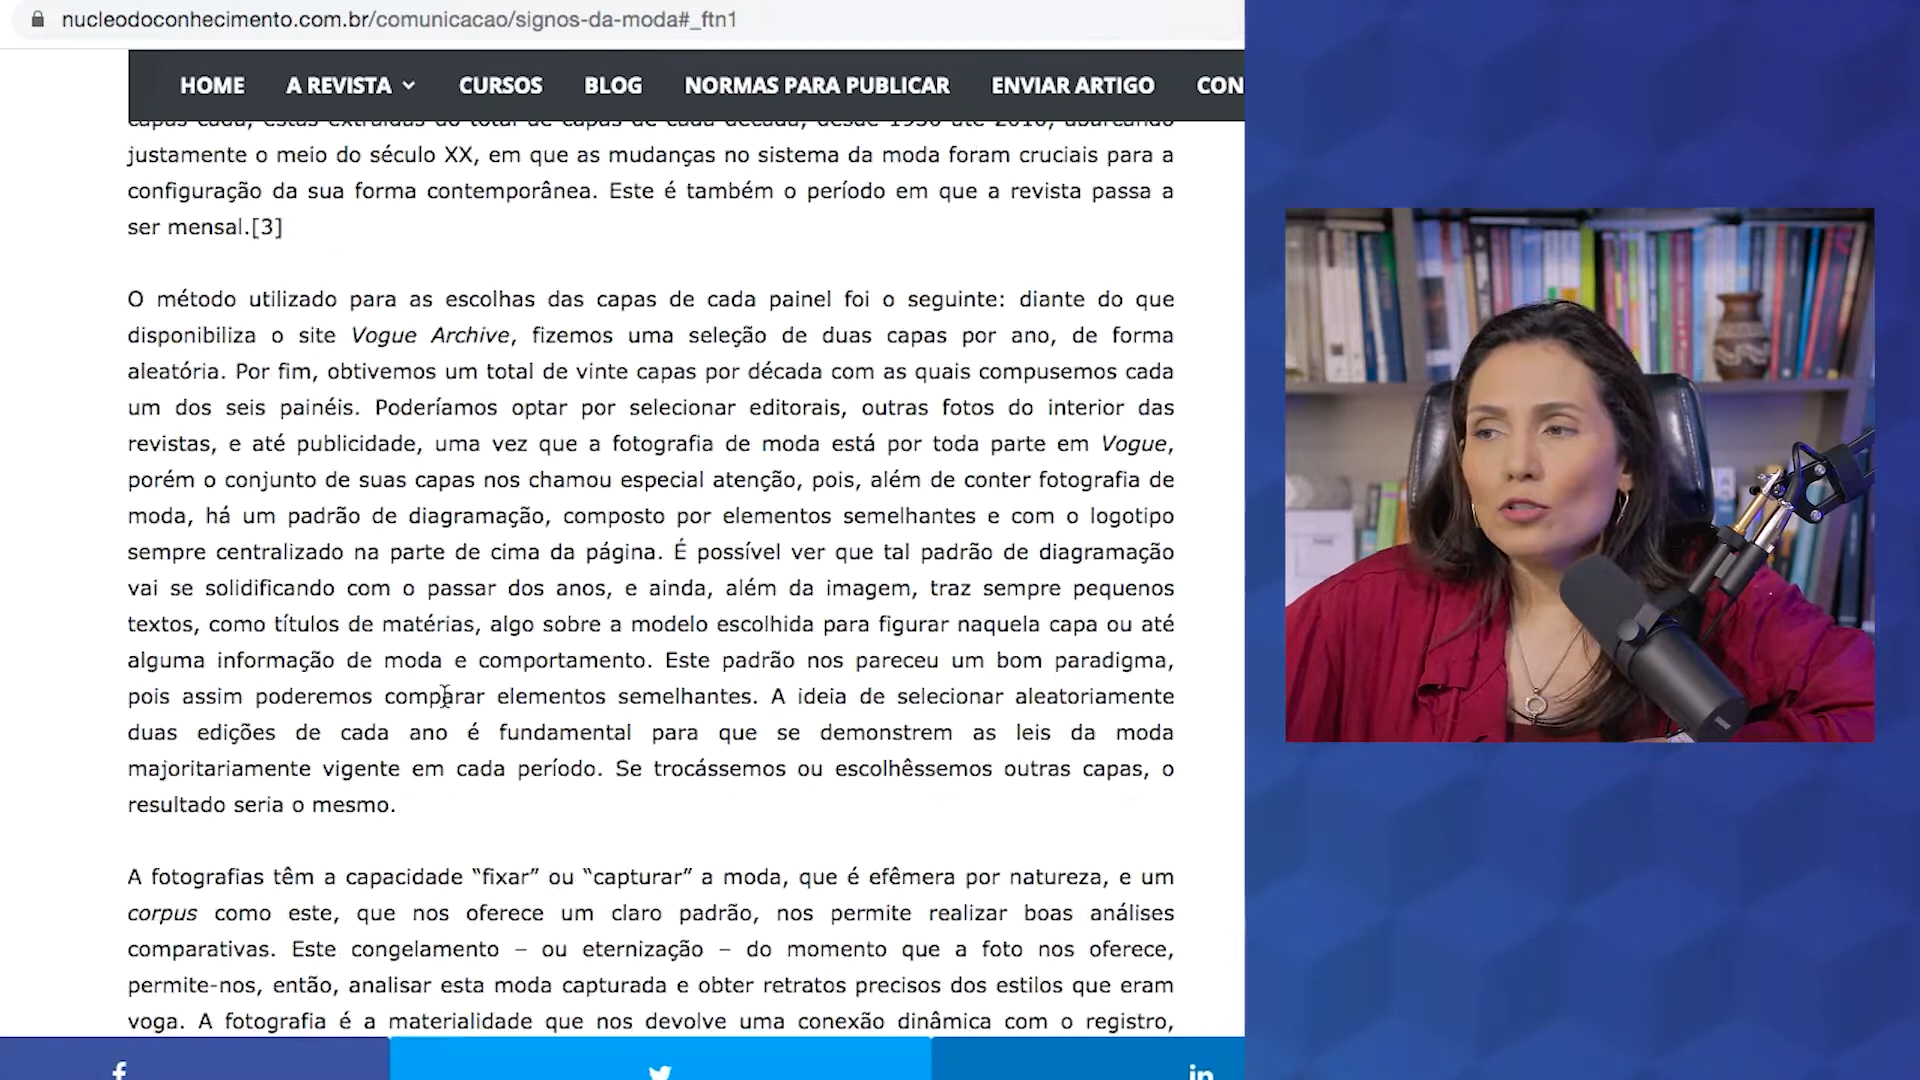 nucleodoconhecimento.com.br/comunicacao/signos-da-moda#_ftn1
HOME A REVISTA CURSOS BLOG NORMAS PARA PUBLICAR ENVIAR ARTIGO CON
capas cada, estas extraídas do total de capas de cada década, desde 1950 até 2010, abarcando
justamente o meio do século XX, em que as mudanças no sistema da moda foram cruciais para a
configuração da sua forma contemporânea. Este é também o período em que a revista passa a
ser mensal.[3]
O método utilizado para as escolhas das capas de cada painel foi o seguinte: diante do que
disponibiliza o site Vogue Archive, fizemos uma seleção de duas capas por ano, de forma
aleatória. Por fim, obtivemos um total de vinte capas por década com as quais compusemos cada
um dos seis painéis. Poderíamos optar por selecionar editorais, outras fotos do interior das
revistas, e até publicidade, uma vez que a fotografia de moda está por toda parte em Vogue,
porém o conjunto de suas capas nos chamou especial atenção, pois, além de conter fotografia de
moda, há um padrão de diagramação, composto por elementos semelhantes e com o logotipo
sempre centralizado na parte de cima da página. É possível ver que tal padrão de diagramação
vai se solidificando com o passar dos anos, e ainda, além da imagem, traz sempre pequenos
textos, como títulos de matérias, algo sobre a modelo escolhida para figurar naquela capa ou até
alguma informação de moda e comportamento. Este padrão nos pareceu um bom paradigma,
pois assim poderemos comparar elementos semelhantes. A ideia de selecionar aleatoriamente
duas edições de cada ano é fundamental para que se demonstrem as leis da moda
majoritariamente vigente em cada período. Se trocássemos ou escolhêssemos outras capas, o
resultado seria o mesmo.
A fotografias têm a capacidade “fixar” ou “capturar” a moda, que é efêmera por natureza, e um
corpus como este, que nos oferece um claro padrão, nos permite realizar boas análises
comparativas. Este congelamento – ou eternização – do momento que a foto nos oferece,
permite-nos, então, analisar esta moda capturada e obter retratos precisos dos estilos que eram
voga. A fotografia é a materialidade que nos devolve uma conexão dinâmica com o registro,